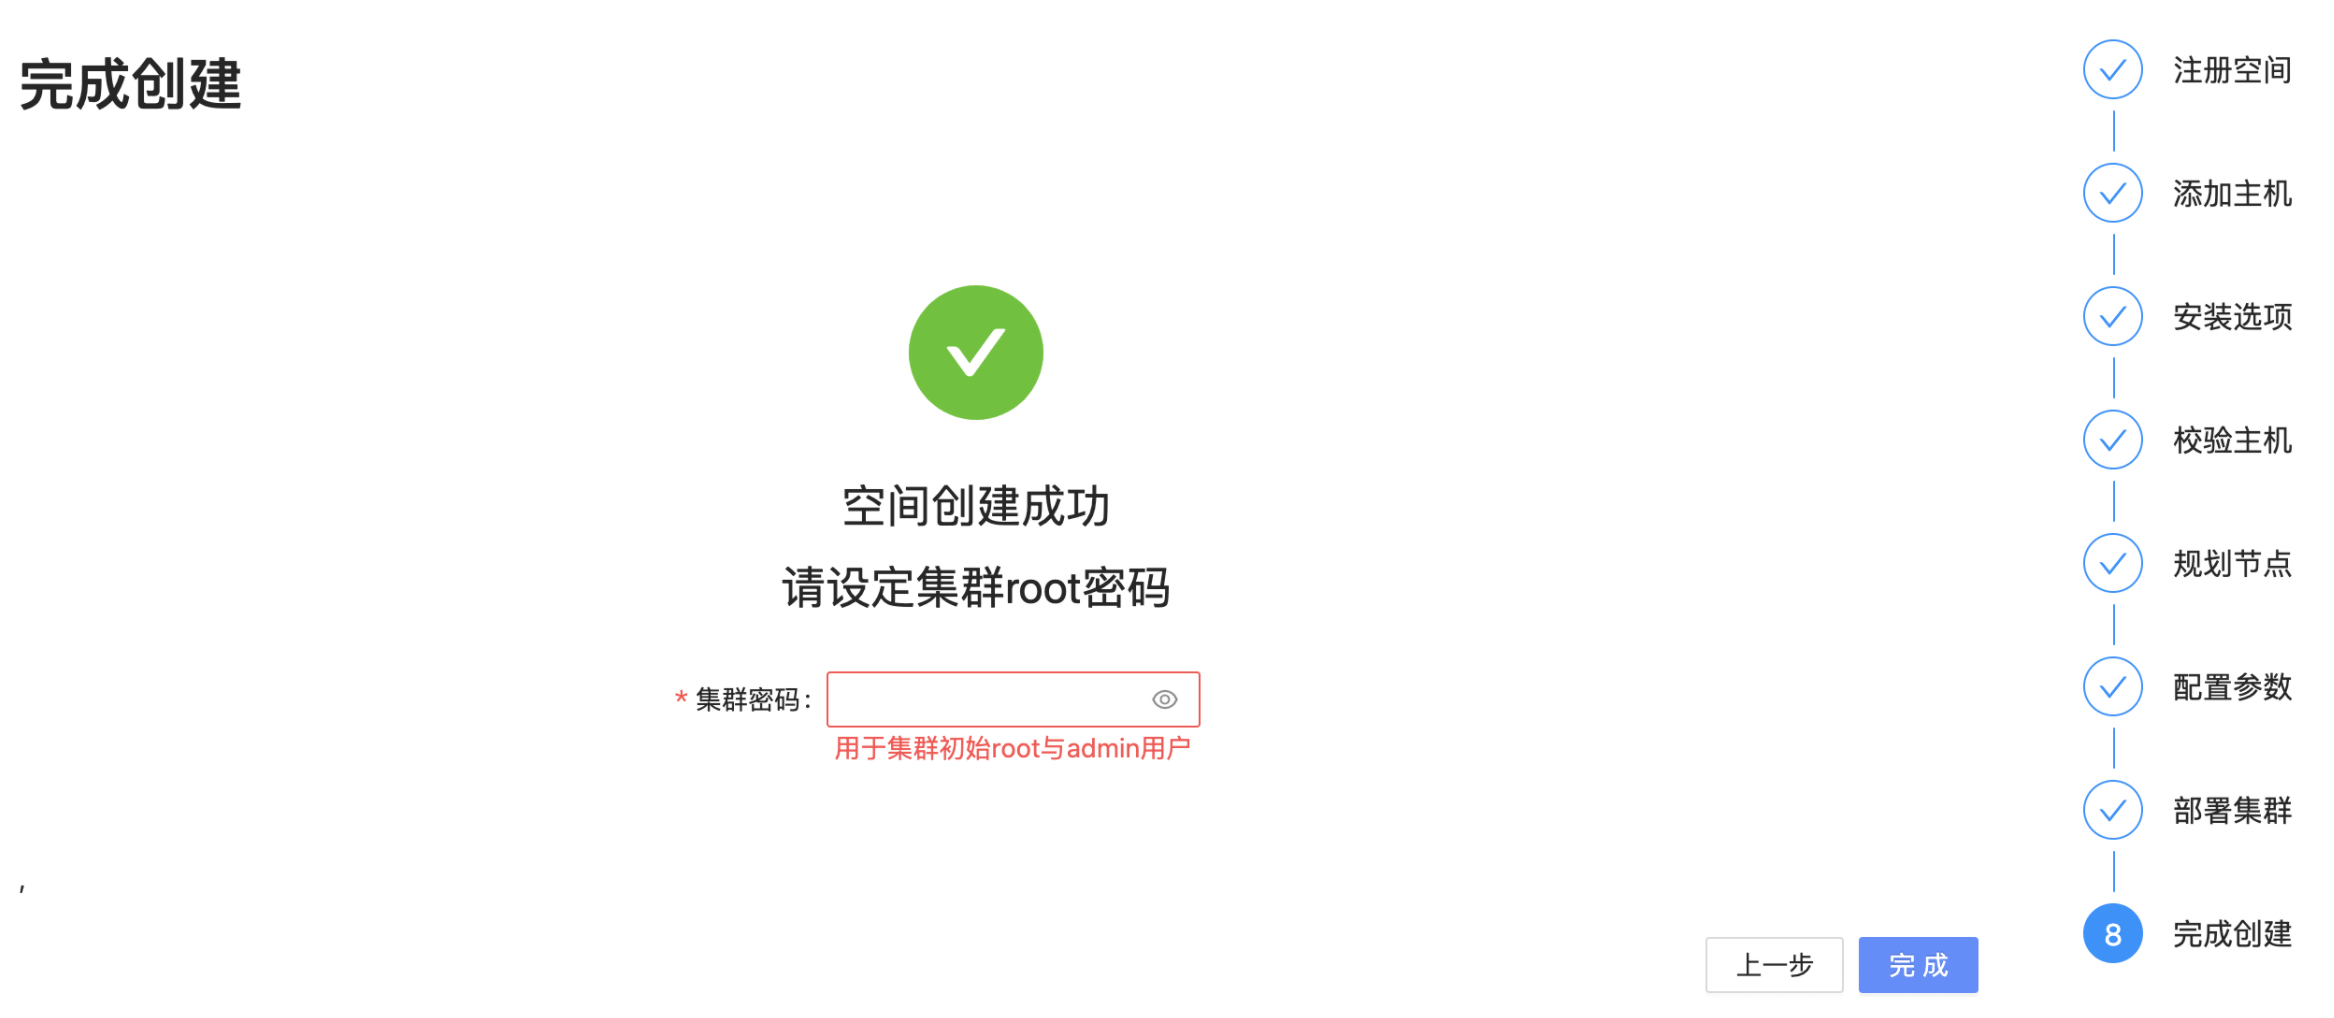 完成创建
空间创建成功
请设定集群root密码
* 集群密码：
用于集群初始root与admin用户
,
上一步
完 成
注册空间
添加主机
安装选项
校验主机
规划节点
配置参数
部署集群
8 完成创建